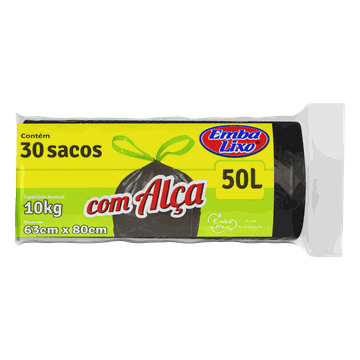 Contém
30 sacos
Emba
Lixo
50L
com Alça
10kg
63cm x 80cm